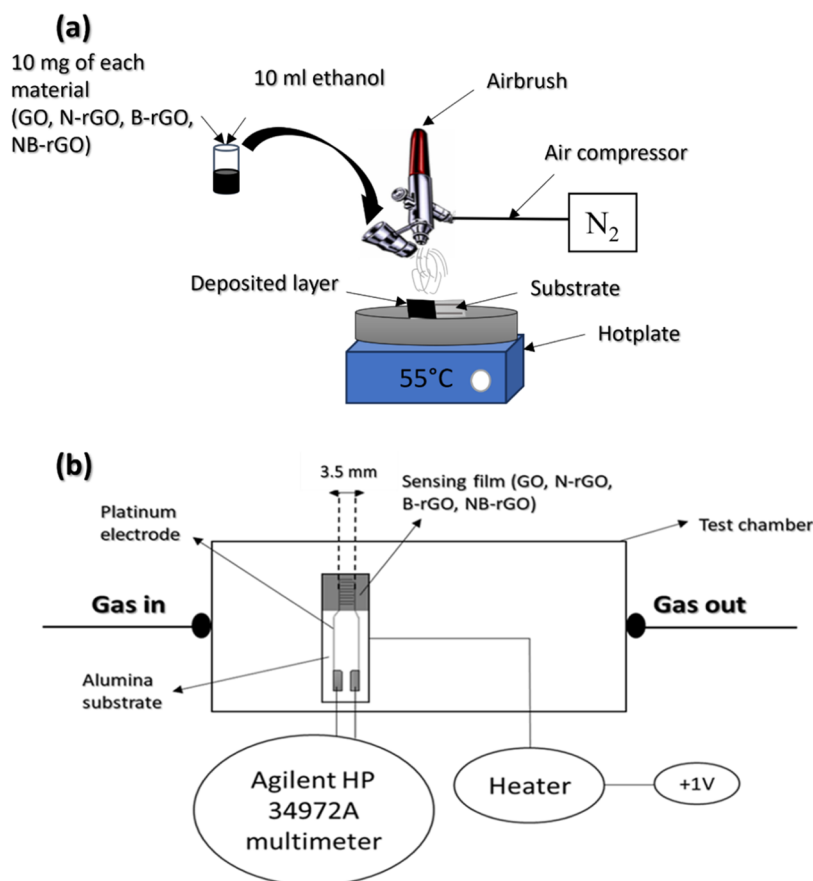 (a)
10 mg of each
material
(GO, N-rGO, B-rGO,
NB-rGO)
10 ml ethanol
Airbrush
Air compressor
N2
Deposited layer
Substrate
Hotplate
55°C
(b)
3.5 mm
Sensing film (GO, N-rGO,
B-rGO, NB-rGO)
Platinum
electrode
Test chamber
Gas in
Gas out
Alumina
substrate
Agilent HP
34972A
multimeter
Heater
+1V